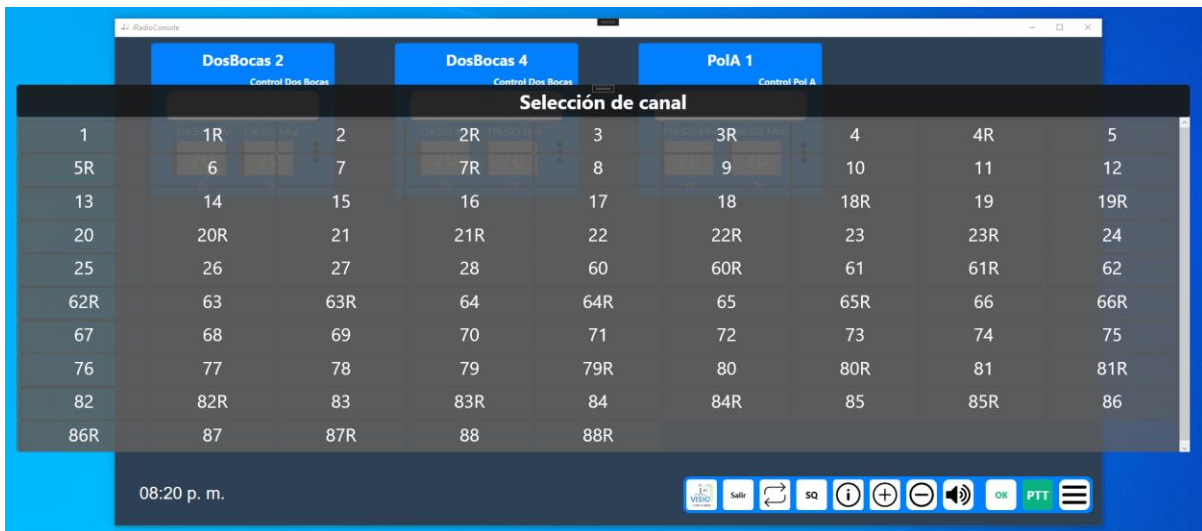 iRadioConsole
DosBocas 2 DosBocas 4 PolA 1
Control Dos Bocas Control Dos Bocas Control Pol A
Selección de canal
1 1R 2 2R 3 3R 4 4R 5
5R 6 7 7R 8 9 10 11 12
13 14 15 16 17 18 18R 19 19R
20 20R 21 21R 22 22R 23 23R 24
25 26 27 28 60 60R 61 61R 62
62R 63 63R 64 64R 65 65R 66 66R
67 68 69 70 71 72 73 74 75
76 77 78 79 79R 80 80R 81 81R
82 82R 83 83R 84 84R 85 85R 86
86R 87 87R 88 88R
08:20 p. m. VISIO Salir SQ OK PTT